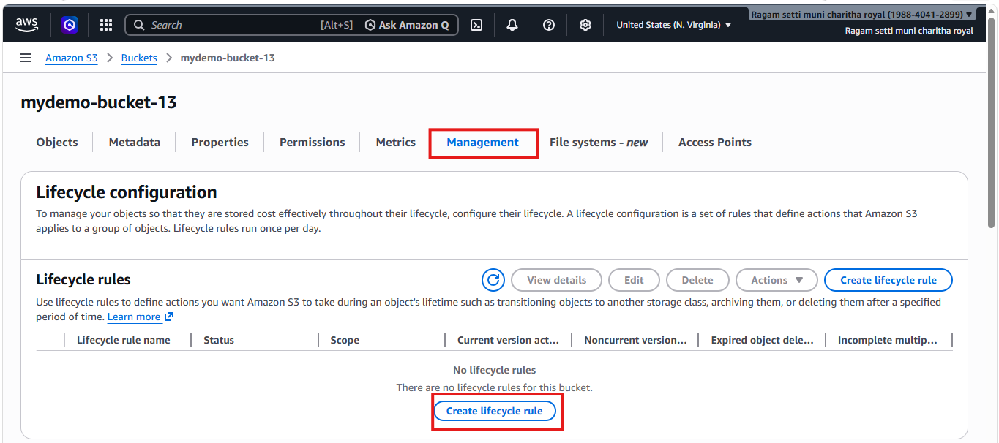 aws
Search [Alt+S] Ask Amazon Q United States (N. Virginia) ▼
Ragam setti muni charitha royal (1988-4041-2899) ▼
Ragam setti muni charitha royal
Amazon S3 > Buckets > mydemo-bucket-13
mydemo-bucket-13
Objects Metadata Properties Permissions Metrics Management File systems - new Access Points
Lifecycle configuration
To manage your objects so that they are stored cost effectively throughout their lifecycle, configure their lifecycle. A lifecycle configuration is a set of rules that define actions that Amazon S3
applies to a group of objects. Lifecycle rules run once per day.
Lifecycle rules View details Edit Delete Actions ▼ Create lifecycle rule
Use lifecycle rules to define actions you want Amazon S3 to take during an object's lifetime such as transitioning objects to another storage class, archiving them, or deleting them after a specified
period of time. Learn more
Lifecycle rule name Status Scope Current version act... Noncurrent version... Expired object dele... Incomplete multip...
No lifecycle rules
There are no lifecycle rules for this bucket.
Create lifecycle rule